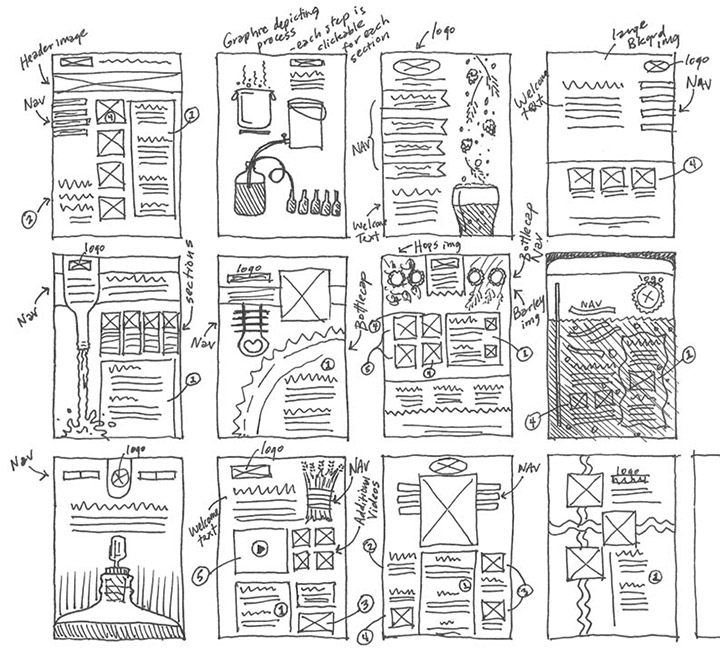 Header image
Nav
1
2
Graphic depicting
process
- each step is
clickable
for each
section
logo
NAV
Welcome
Text
large
Bkgrd
img
logo
Welcome
text
NAV
4
logo
Nav
sections
1
logo
Nav
Bottlecap
1
Hops img
Bottlecap
Nav
Barley
img
5
1
logo
NAV
4
Nav
logo
logo
Welcome
text
NAV
Additional
Videos
5
1
3
NAV
2
4
1
3
logo
1